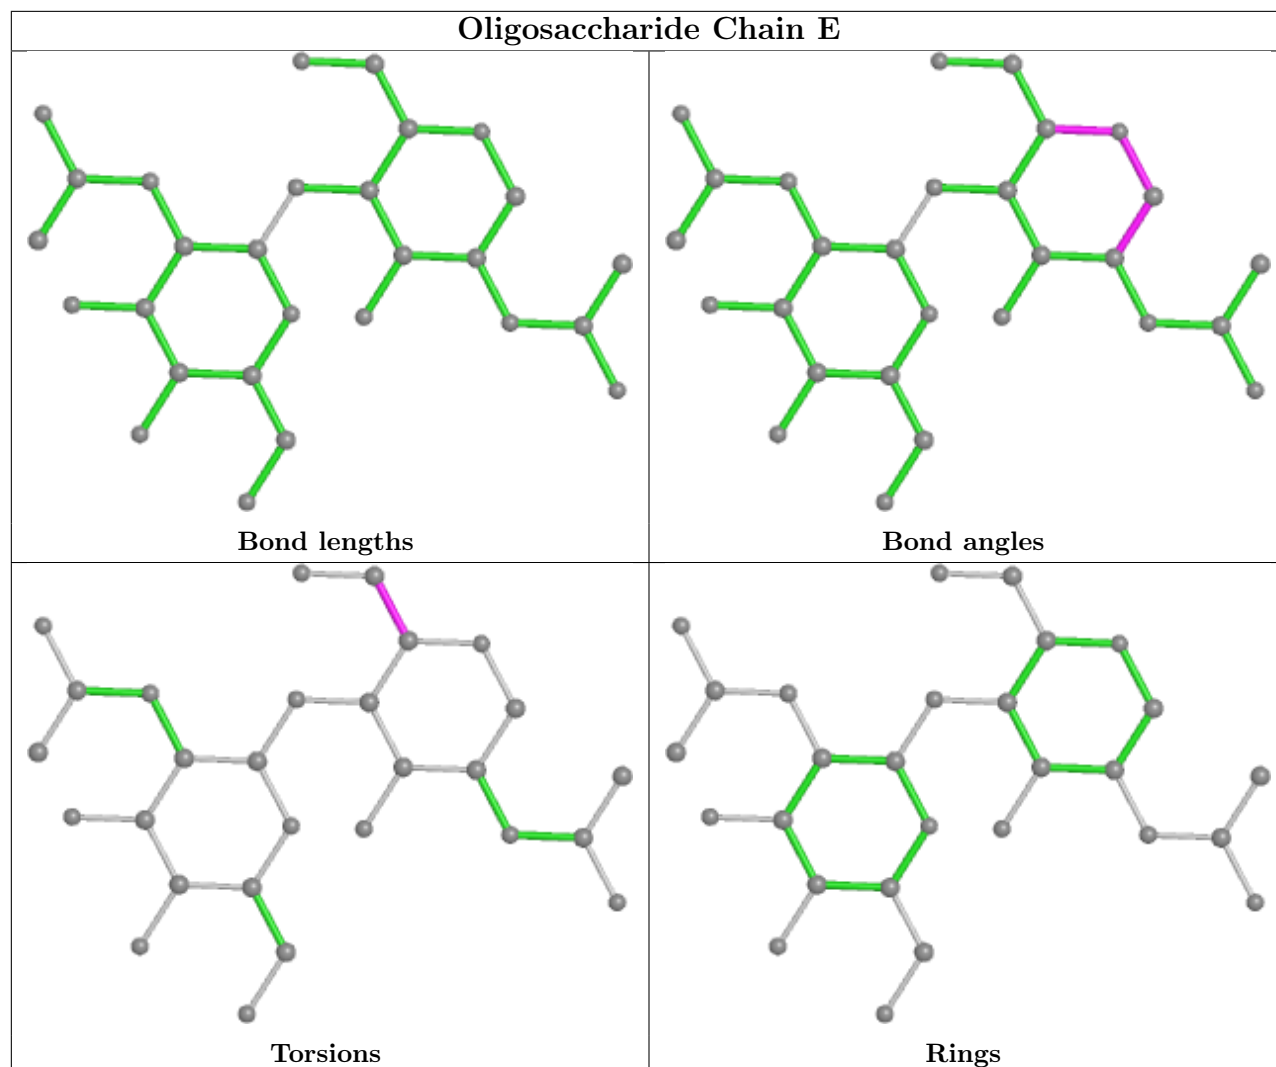 Oligosaccharide Chain E
Bond lengths
Bond angles
Torsions
Rings